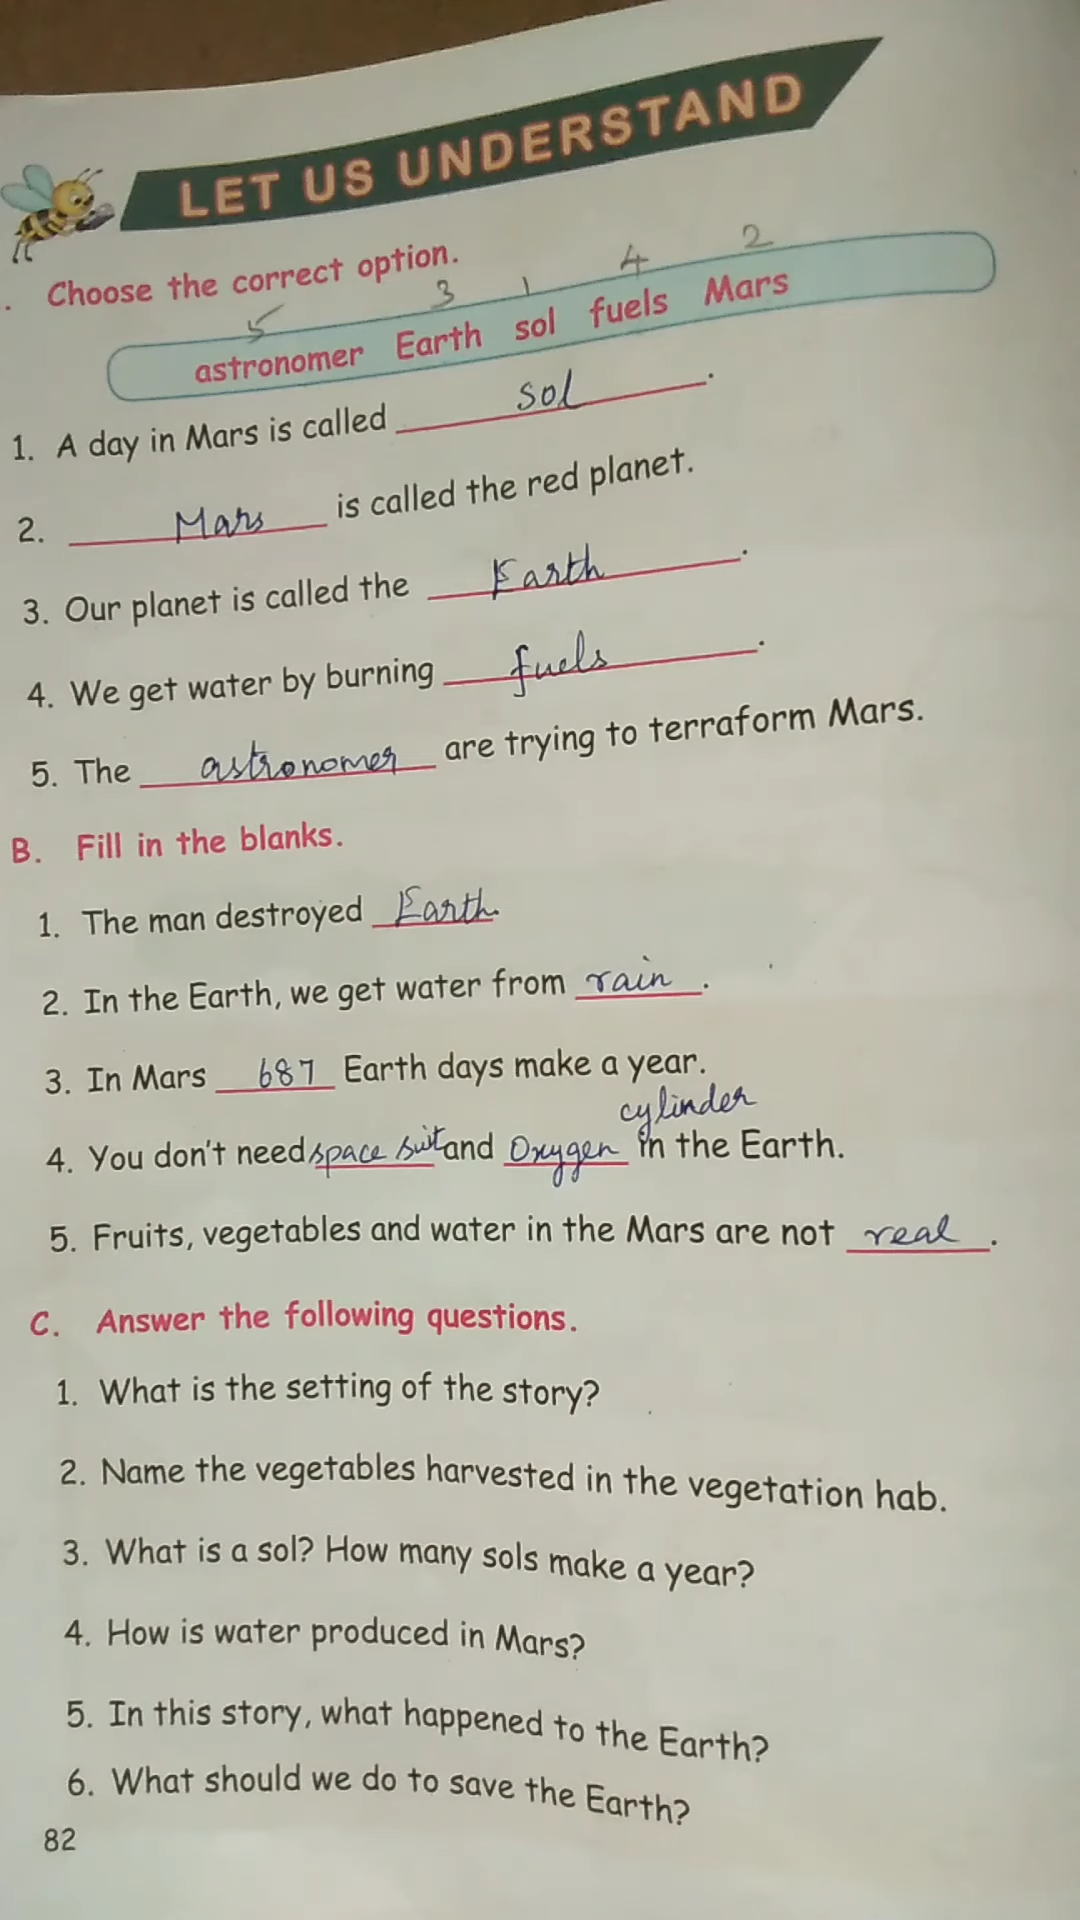 LET US UNDERSTAND
. Choose the correct option.
5 3 1 4 2
astronomer Earth sol fuels Mars
1. A day in Mars is called sol.
2. Mars is called the red planet.
3. Our planet is called the Earth.
4. We get water by burning fuels.
5. The astronomer are trying to terraform Mars.
B. Fill in the blanks.
1. The man destroyed Earth.
2. In the Earth, we get water from rain.
3. In Mars 687 Earth days make a year.
cylinder
4. You don't need space suit and Oxygen in the Earth.
5. Fruits, vegetables and water in the Mars are not real.
C. Answer the following questions.
1. What is the setting of the story?
2. Name the vegetables harvested in the vegetation hab.
3. What is a sol? How many sols make a year?
4. How is water produced in Mars?
5. In this story, what happened to the Earth?
6. What should we do to save the Earth?
82